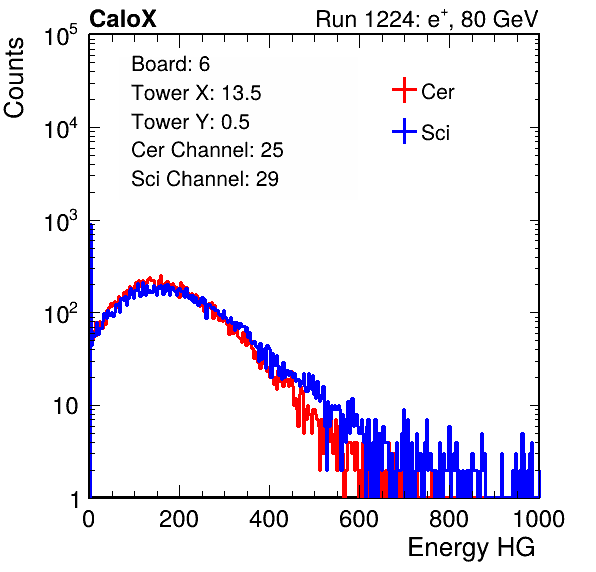 CaloX Run 1224: e⁺, 80 GeV
Counts
10⁵
10⁴
10³
10²
10
1
Board: 6
Tower X: 13.5
Tower Y: 0.5
Cer Channel: 25
Sci Channel: 29
Cer
Sci
0 200 400 600 800 1000
Energy HG